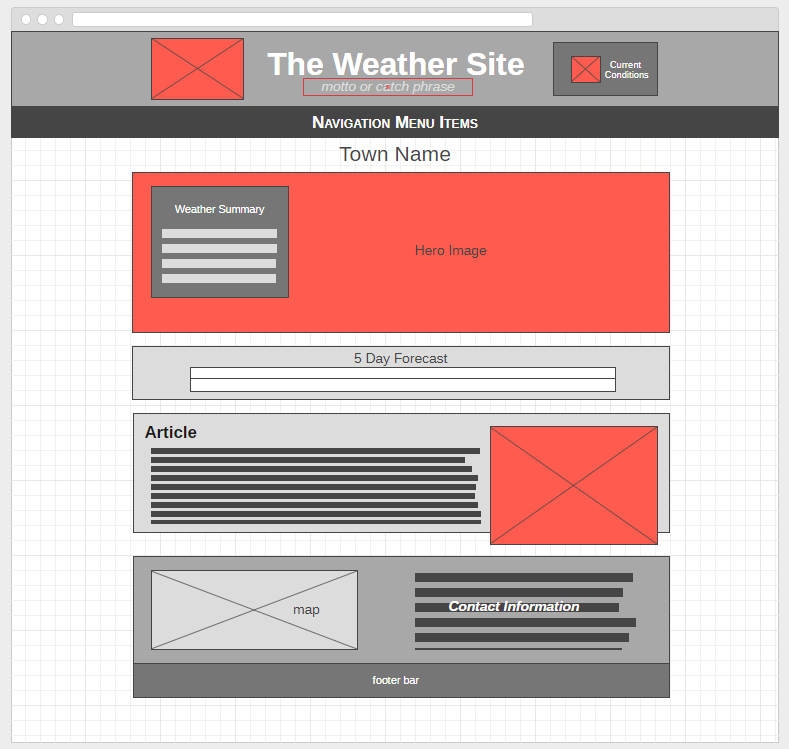 The Weather Site
motto or catch phrase
Current
Conditions
Navigation Menu Items
Town Name
Weather Summary
Hero Image
5 Day Forecast
Article
map
Contact Information
footer bar